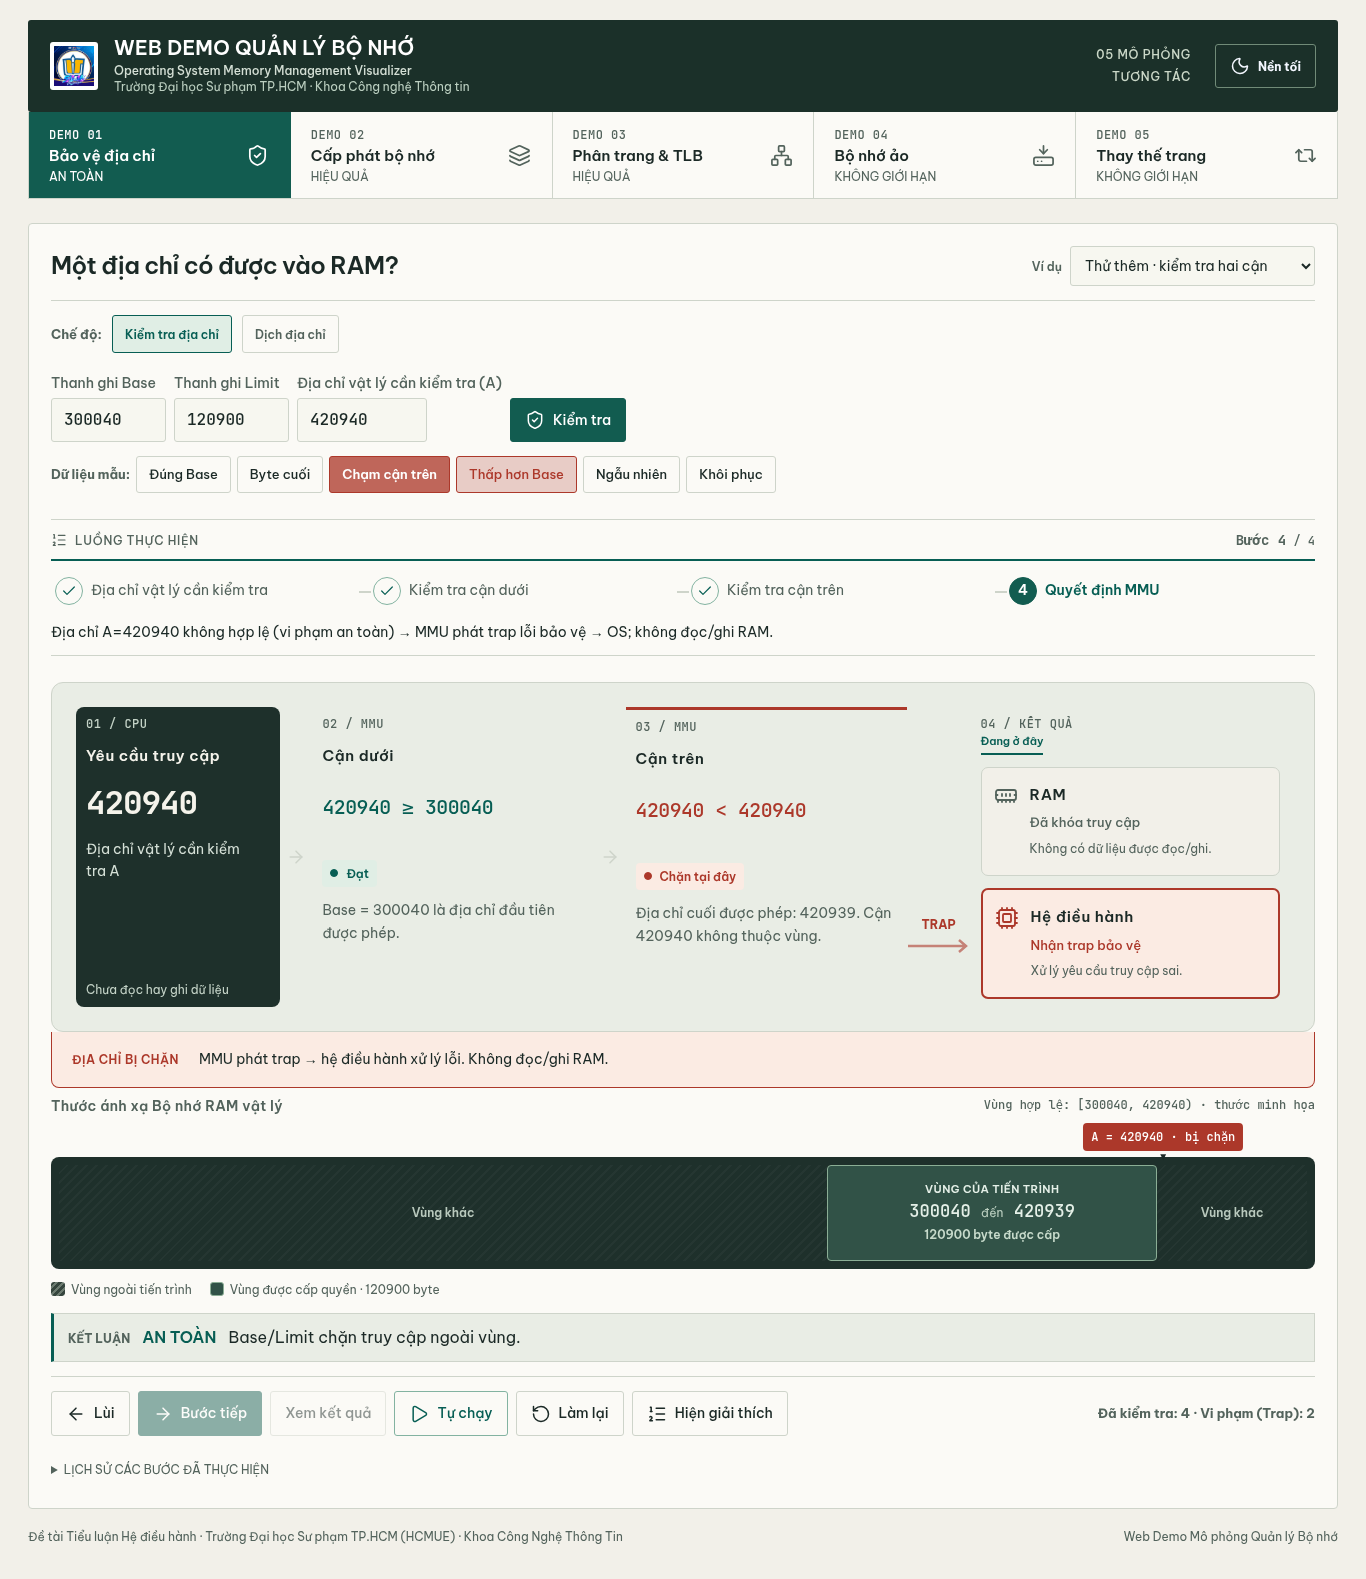 WEB DEMO QUẢN LÝ BỘ NHỚ
Operating System Memory Management Visualizer
Trường Đại học Sư phạm TP.HCM · Khoa Công nghệ Thông tin
05 MÔ PHỎNG
TƯƠNG TÁC
Nền tối
DEMO 01
Bảo vệ địa chỉ
AN TOÀN
DEMO 02
Cấp phát bộ nhớ
HIỆU QUẢ
DEMO 03
Phân trang & TLB
HIỆU QUẢ
DEMO 04
Bộ nhớ ảo
KHÔNG GIỚI HẠN
DEMO 05
Thay thế trang
KHÔNG GIỚI HẠN
Một địa chỉ có được vào RAM?
Ví dụ
Thử thêm · kiểm tra hai cận
Chế độ:
Kiểm tra địa chỉ
Dịch địa chỉ
Thanh ghi Base
Thanh ghi Limit
Địa chỉ vật lý cần kiểm tra (A)
300040
120900
420940
Kiểm tra
Dữ liệu mẫu:
Đúng Base
Byte cuối
Chạm cận trên
Thấp hơn Base
Ngẫu nhiên
Khôi phục
LUỒNG THỰC HIỆN
Bước 4 / 4
Địa chỉ vật lý cần kiểm tra
Kiểm tra cận dưới
Kiểm tra cận trên
4
Quyết định MMU
Địa chỉ A=420940 không hợp lệ (vi phạm an toàn) → MMU phát trap lỗi bảo vệ → OS; không đọc/ghi RAM.
01 / CPU
Yêu cầu truy cập
420940
Địa chỉ vật lý cần kiểm
tra A
Chưa đọc hay ghi dữ liệu
02 / MMU
Cận dưới
420940 ≥ 300040
Đạt
Base = 300040 là địa chỉ đầu tiên
được phép.
03 / MMU
Cận trên
420940 < 420940
Chặn tại đây
Địa chỉ cuối được phép: 420939. Cận
420940 không thuộc vùng.
TRAP
04 / KẾT QUẢ
Đang ở đây
RAM
Đã khóa truy cập
Không có dữ liệu được đọc/ghi.
Hệ điều hành
Nhận trap bảo vệ
Xử lý yêu cầu truy cập sai.
ĐỊA CHỈ BỊ CHẶN
MMU phát trap → hệ điều hành xử lý lỗi. Không đọc/ghi RAM.
Thước ánh xạ Bộ nhớ RAM vật lý
Vùng hợp lệ: [300040, 420940) · thước minh họa
A = 420940 · bị chặn
Vùng khác
VÙNG CỦA TIẾN TRÌNH
300040 đến 420939
120900 byte được cấp
Vùng khác
Vùng ngoài tiến trình
Vùng được cấp quyền · 120900 byte
KẾT LUẬN
AN TOÀN
Base/Limit chặn truy cập ngoài vùng.
Lùi
Bước tiếp
Xem kết quả
Tự chạy
Làm lại
Hiện giải thích
Đã kiểm tra: 4 · Vi phạm (Trap): 2
LỊCH SỬ CÁC BƯỚC ĐÃ THỰC HIỆN
Đề tài Tiểu luận Hệ điều hành · Trường Đại học Sư phạm TP.HCM (HCMUE) · Khoa Công Nghệ Thông Tin
Web Demo Mô phỏng Quản lý Bộ nhớ